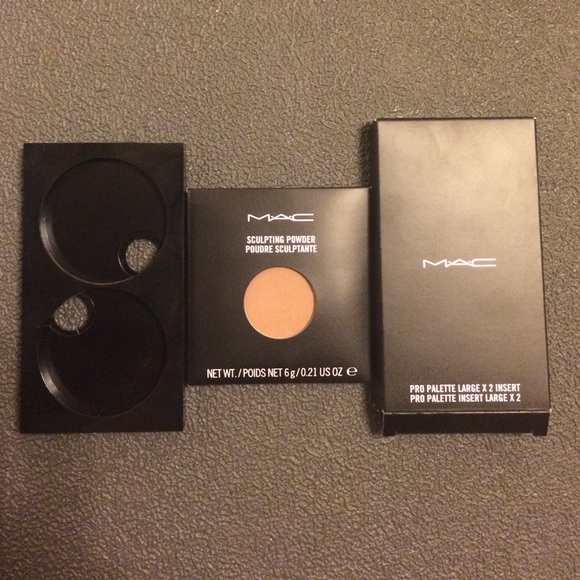 MAC
SCULPTING POWDER
POUDRE SCULPTANTE
NET WT./POIDS NET 6 g/0.21 US OZ ℮
MAC
PRO PALETTE LARGE X 2 INSERT
PRO PALETTE INSERT LARGE X 2